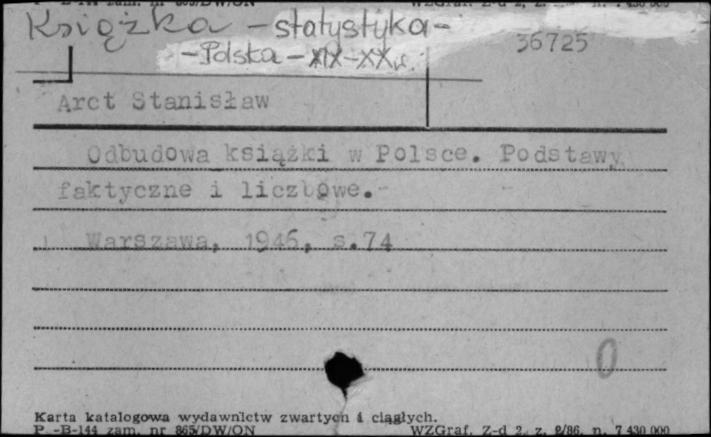 Książka - statystyka -
- Polska - XIX-XX w.
36725
Arct Stanisław
Odbudowa książki w Polsce. Podstawy
faktyczne i liczbowe.
Warszawa, 1946, s.74
0
Karta katalogowa wydawnictw zwartych i ciągłych.
P -B-144 zam. nr 865/DW/ON WZGraf. Z-d 2, z. 2/86, n. 7 430 000